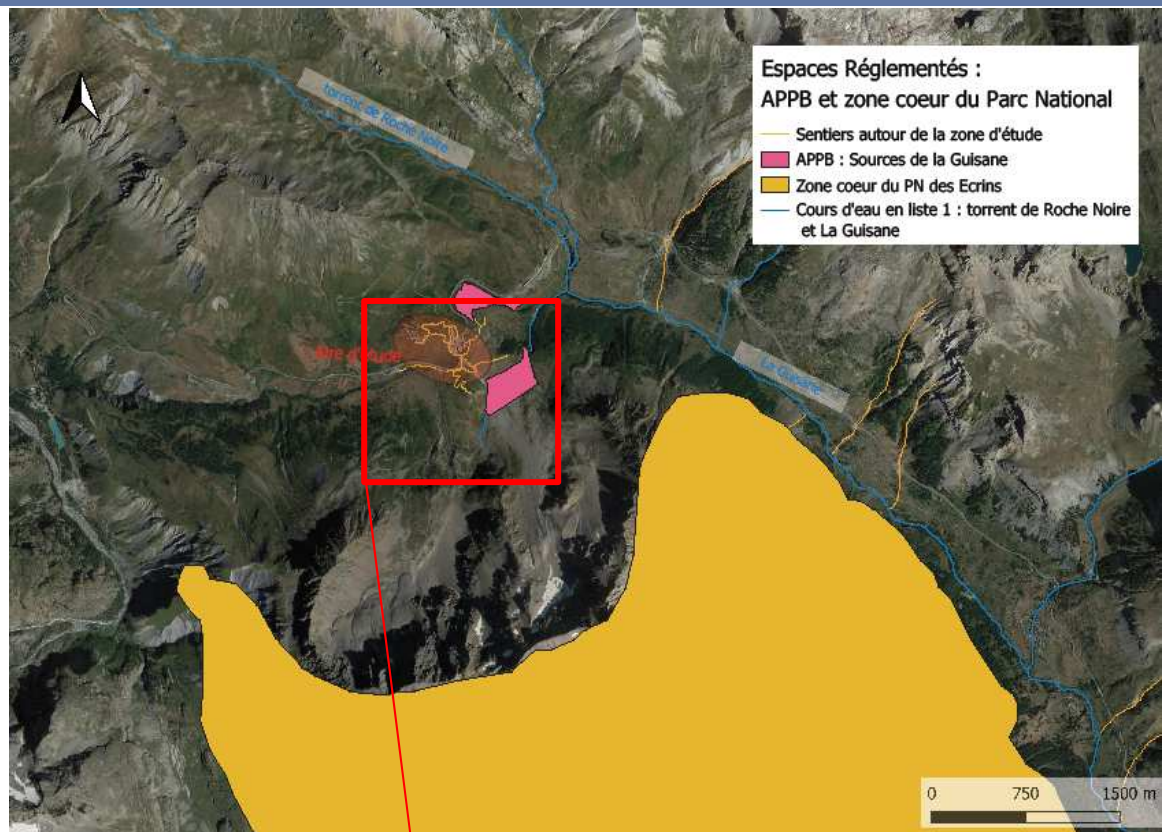 Espaces Réglementés :
APPB et zone coeur du Parc National
Sentiers autour de la zone d'étude
APPB : Sources de la Guisane
Zone coeur du PN des Ecrins
Cours d'eau en liste 1 : torrent de Roche Noire
et La Guisane
torrent de Roche Noire
d'étude
La Guisane
0 750 1500 m